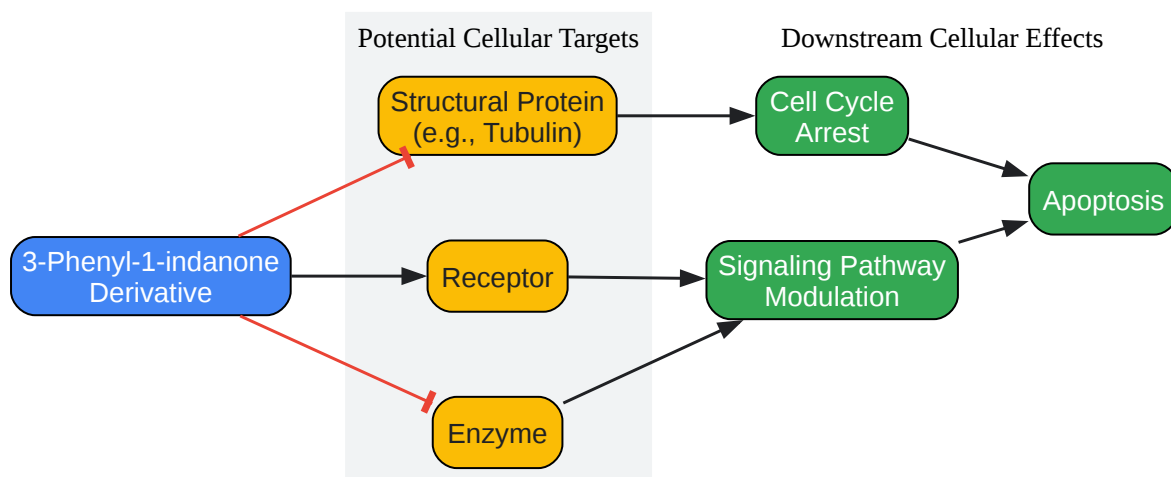 Potential Cellular Targets
Downstream Cellular Effects
Structural Protein
(e.g., Tubulin)
Cell Cycle
Arrest
Apoptosis
3-Phenyl-1-indanone
Derivative
Receptor
Signaling Pathway
Modulation
Enzyme